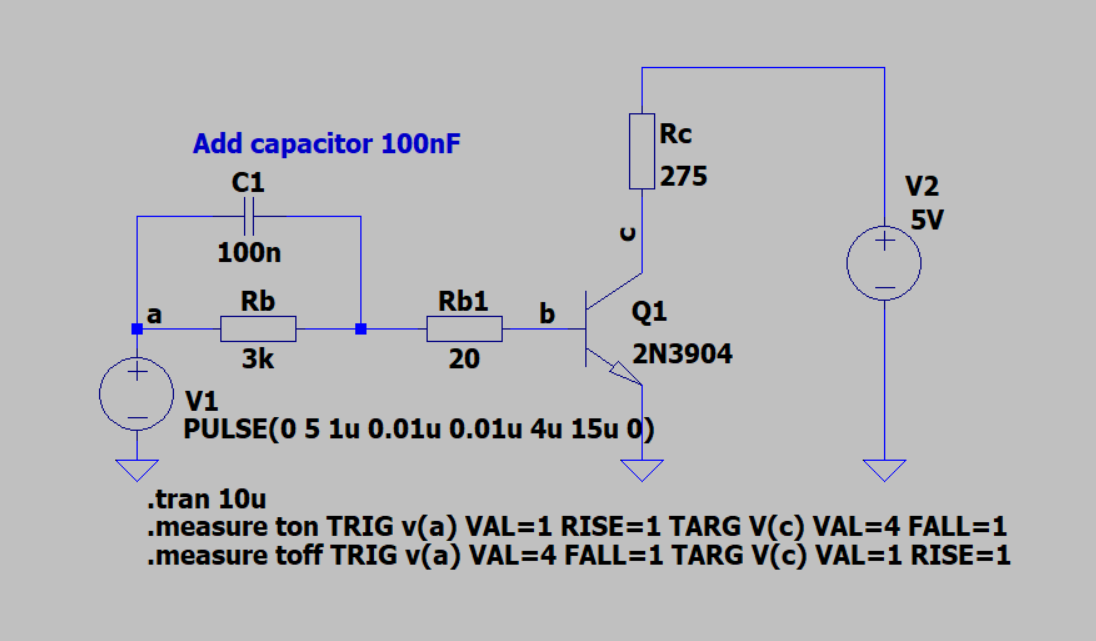 Add capacitor 100nF
C1
100n
a
Rb
3k
Rb1
20
b
c
Rc
275
Q1
2N3904
V2
5V
V1
PULSE(0 5 1u 0.01u 0.01u 4u 15u 0)
.tran 10u
.measure ton TRIG v(a) VAL=1 RISE=1 TARG V(c) VAL=4 FALL=1
.measure toff TRIG v(a) VAL=4 FALL=1 TARG V(c) VAL=1 RISE=1